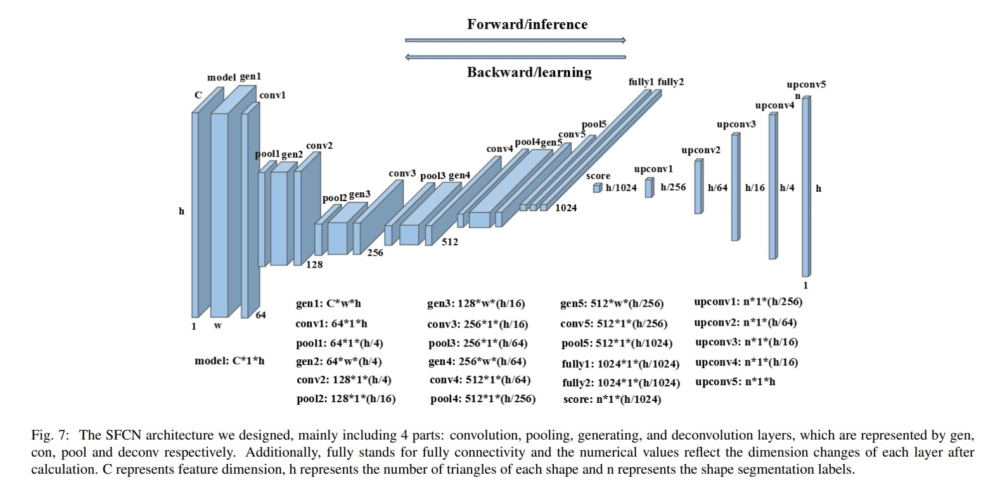 Forward/inference
Backward/learning
model gen1
C
conv1
pool1 gen2
conv2
pool2 gen3
conv3 pool3 gen4
conv4 pool4 gen5
conv5
pool5
fully1 fully2
score
upconv1
upconv2
upconv3
upconv4
upconv5
n
h
1
w
64
128
256
512
1024
h/1024
h/256
h/64
h/16
h/4
h
1
model: C*1*h
gen1: C*w*h
conv1: 64*1*h
pool1: 64*1*(h/4)
gen2: 64*w*(h/4)
conv2: 128*1*(h/4)
pool2: 128*1*(h/16)
gen3: 128*w*(h/16)
conv3: 256*1*(h/16)
pool3: 256*1*(h/64)
gen4: 256*w*(h/64)
conv4: 512*1*(h/64)
pool4: 512*1*(h/256)
gen5: 512*w*(h/256)
conv5: 512*1*(h/256)
pool5: 512*1*(h/1024)
fully1: 1024*1*(h/1024)
fully2: 1024*1*(h/1024)
score: n*1*(h/1024)
upconv1: n*1*(h/256)
upconv2: n*1*(h/64)
upconv3: n*1*(h/16)
upconv4: n*1*(h/16)
upconv5: n*1*h
Fig. 7: The SFCN architecture we designed, mainly including 4 parts: convolution, pooling, generating, and deconvolution layers, which are represented by gen,
con, pool and deconv respectively. Additionally, fully stands for fully connectivity and the numerical values reflect the dimension changes of each layer after
calculation. C represents feature dimension, h represents the number of triangles of each shape and n represents the shape segmentation labels.